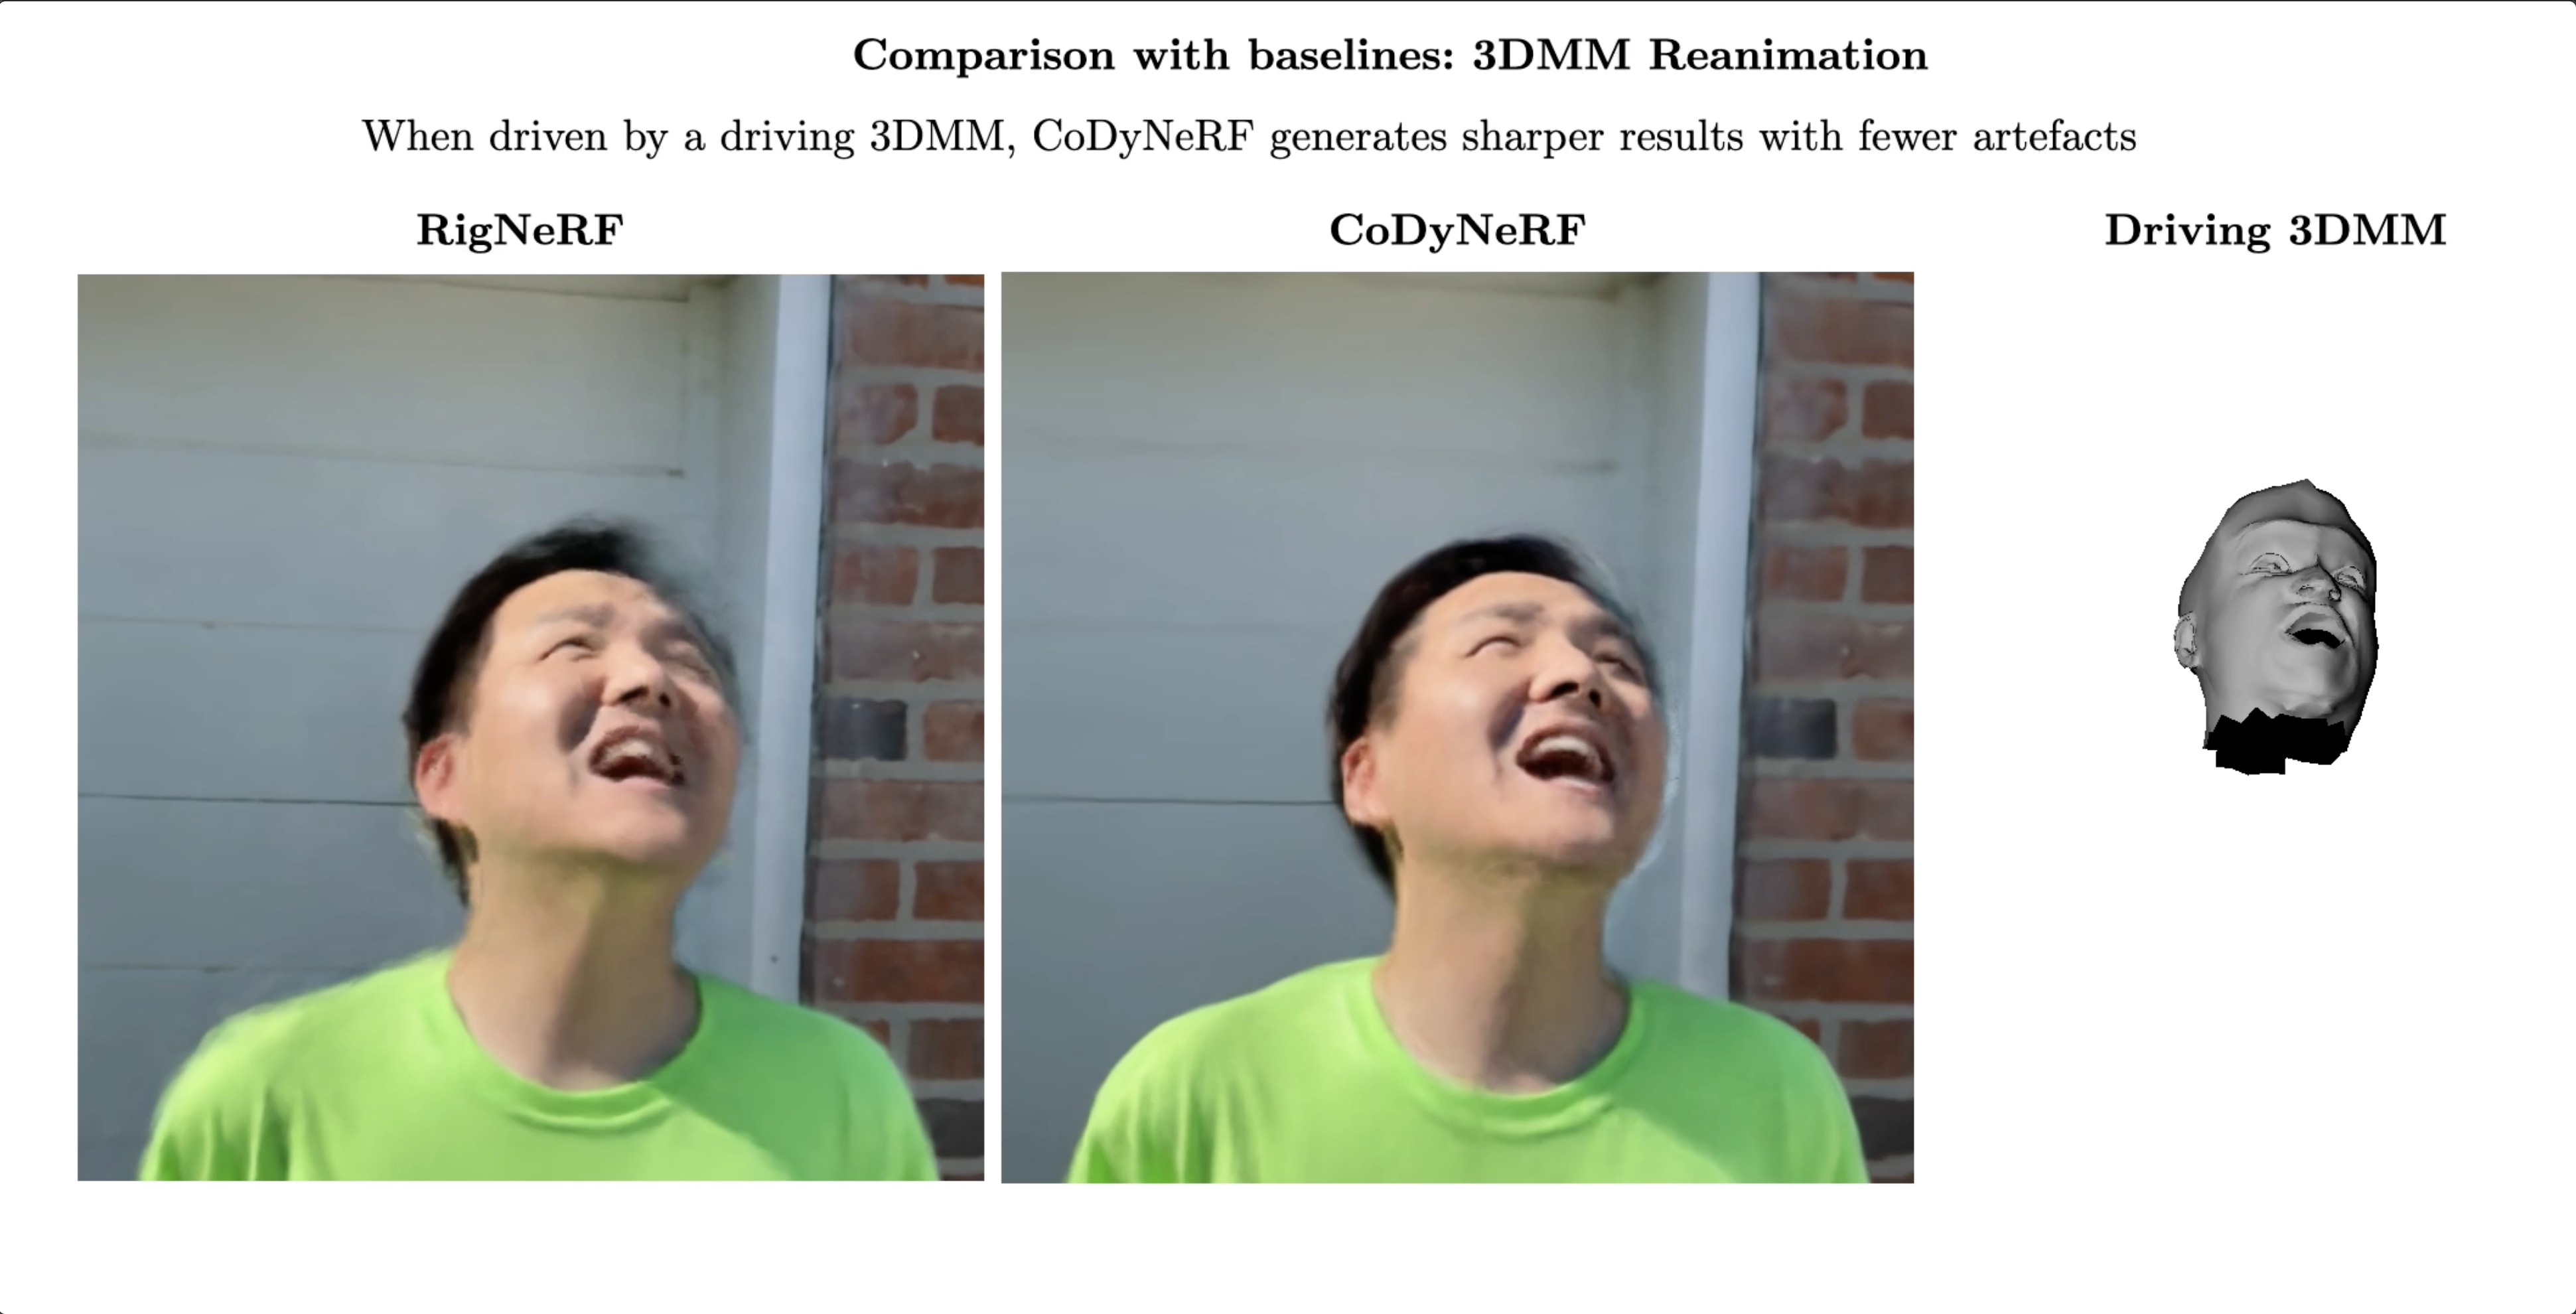 Comparison with baselines: 3DMM Reanimation
When driven by a driving 3DMM, CoDyNeRF generates sharper results with fewer artefacts
RigNeRF
CoDyNeRF
Driving 3DMM